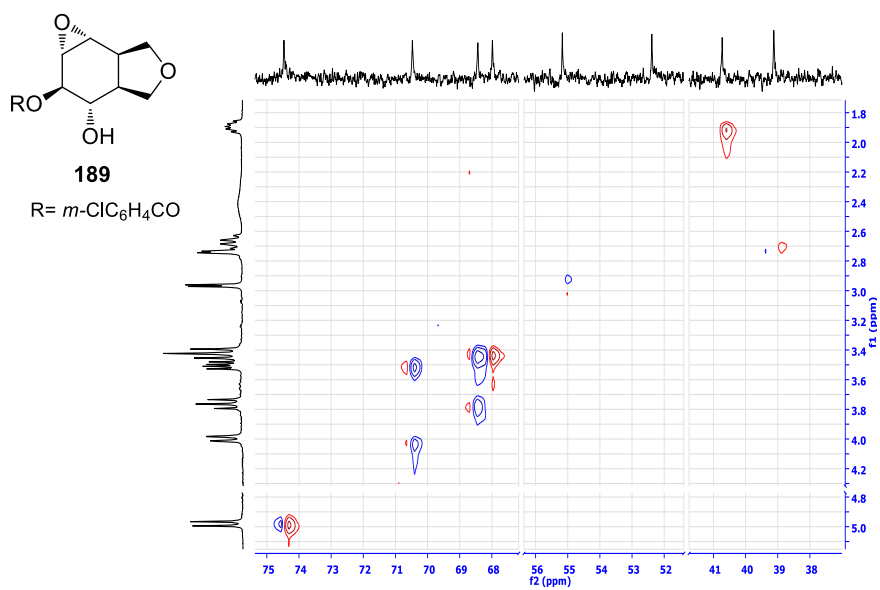 O
O
RO
OH
189
R= m-ClC6H4CO
1.8
2.0
2.2
2.4
2.6
2.8
3.0
3.2
3.4
3.6
3.8
4.0
4.2
4.8
5.0
f1 (ppm)
75 74 73 72 71 70 69 68 56 55 54 53 52 41 40 39 38
f2 (ppm)